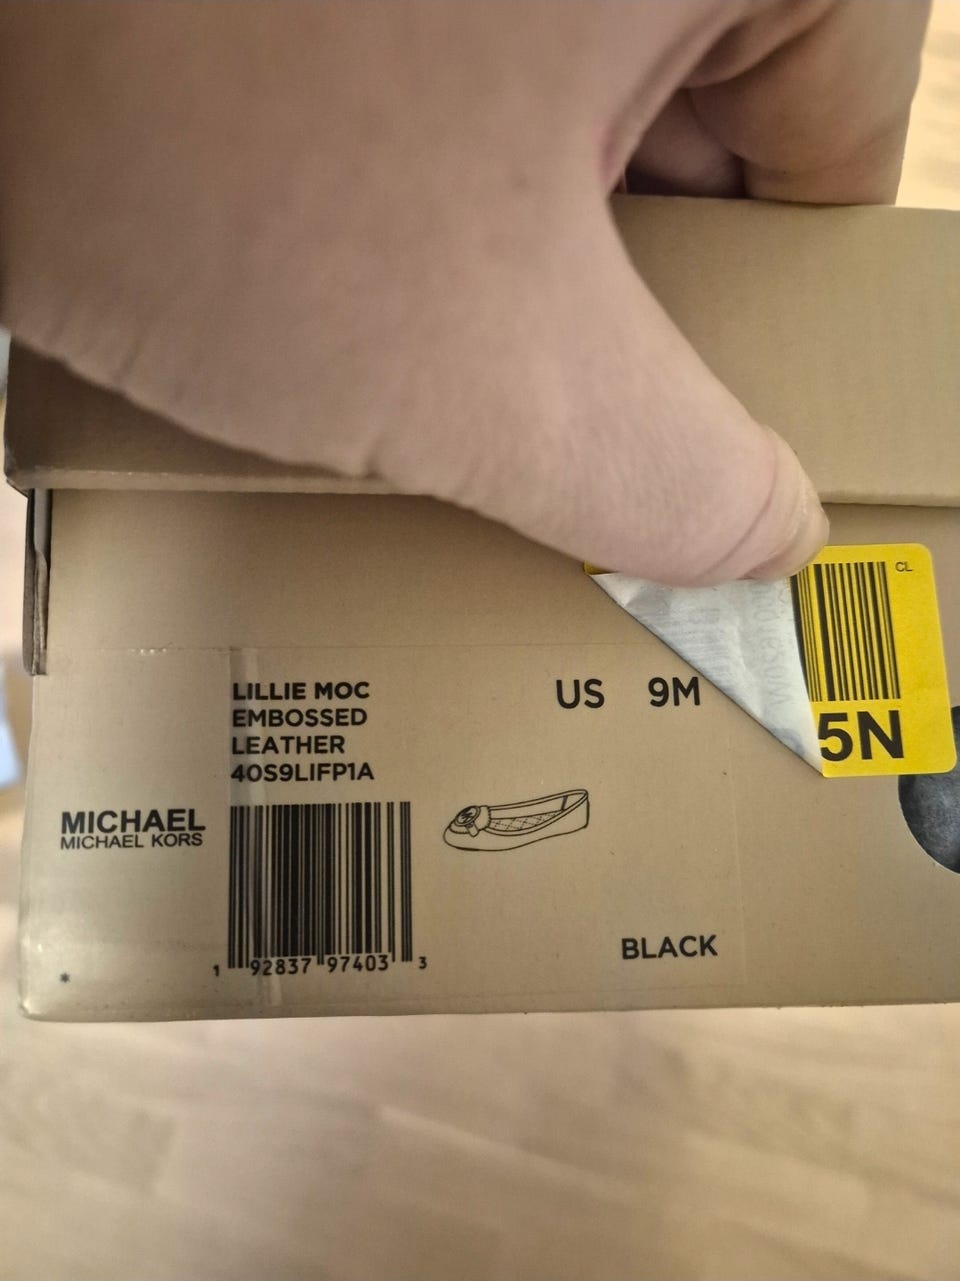 CL
5N
LILLIE MOC
EMBOSSED
LEATHER
40S9LIFP1A
US 9M
MICHAEL
MICHAEL KORS
1 92837 97403 3
BLACK
*